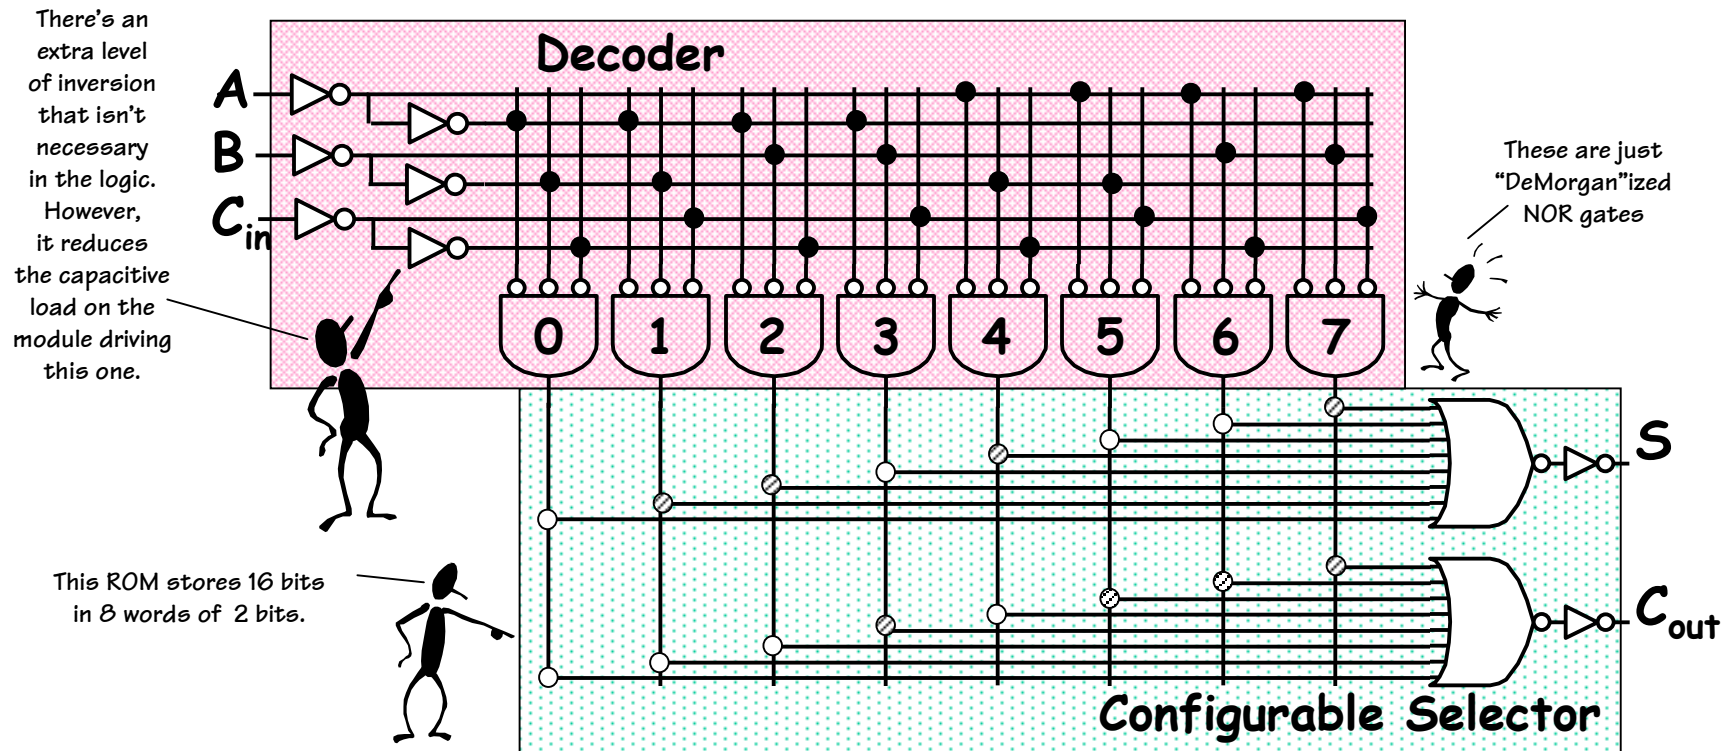 There's an
extra level
of inversion
that isn't
necessary
in the logic.
However,
it reduces
the capacitive
load on the
module driving
this one.
Decoder
A
B
Cin
0 1 2 3 4 5 6 7
These are just
“DeMorgan”ized
NOR gates
S
Cout
This ROM stores 16 bits
in 8 words of 2 bits.
Configurable Selector